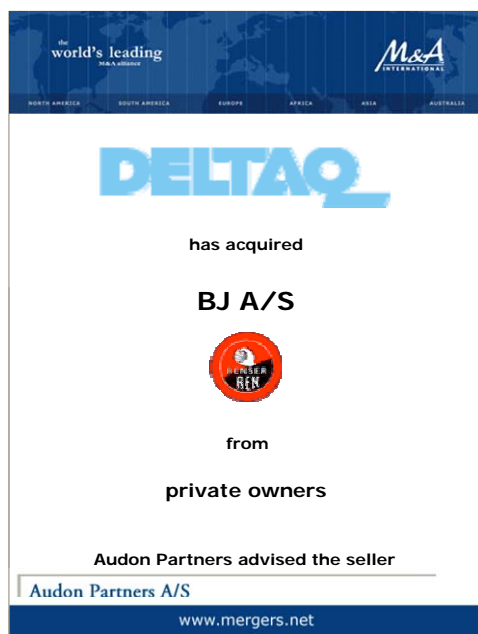 the
world's leading
M&A alliance
M&A
INTERNATIONAL
NORTH AMERICA SOUTH AMERICA EUROPE AFRICA ASIA AUSTRALIA
DELTAQ
has acquired
BJ A/S
RENSER
REN
from
private owners
Audon Partners advised the seller
Audon Partners A/S
www.mergers.net